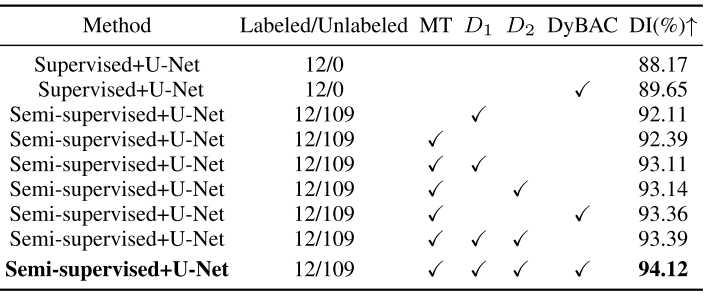 Method Labeled/Unlabeled MT D₁ D₂ DyBAC DI(%)↑
Supervised+U-Net 12/0 88.17
Supervised+U-Net 12/0 ✓ 89.65
Semi-supervised+U-Net 12/109 ✓ 92.11
Semi-supervised+U-Net 12/109 ✓ 92.39
Semi-supervised+U-Net 12/109 ✓ ✓ 93.11
Semi-supervised+U-Net 12/109 ✓ ✓ 93.14
Semi-supervised+U-Net 12/109 ✓ ✓ 93.36
Semi-supervised+U-Net 12/109 ✓ ✓ ✓ 93.39
Semi-supervised+U-Net 12/109 ✓ ✓ ✓ ✓ 94.12